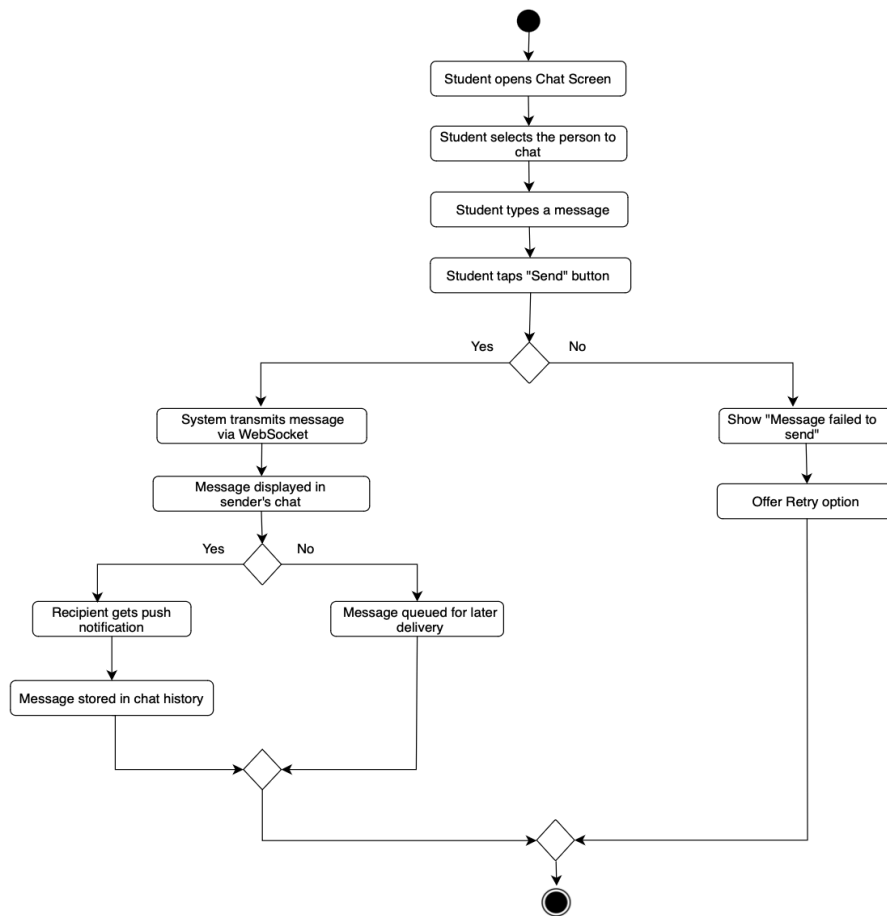 Student opens Chat Screen
Student selects the person to
chat
Student types a message
Student taps "Send" button
Yes
No
System transmits message
via WebSocket
Show "Message failed to
send"
Message displayed in
sender's chat
Offer Retry option
Yes
No
Recipient gets push
notification
Message queued for later
delivery
Message stored in chat history